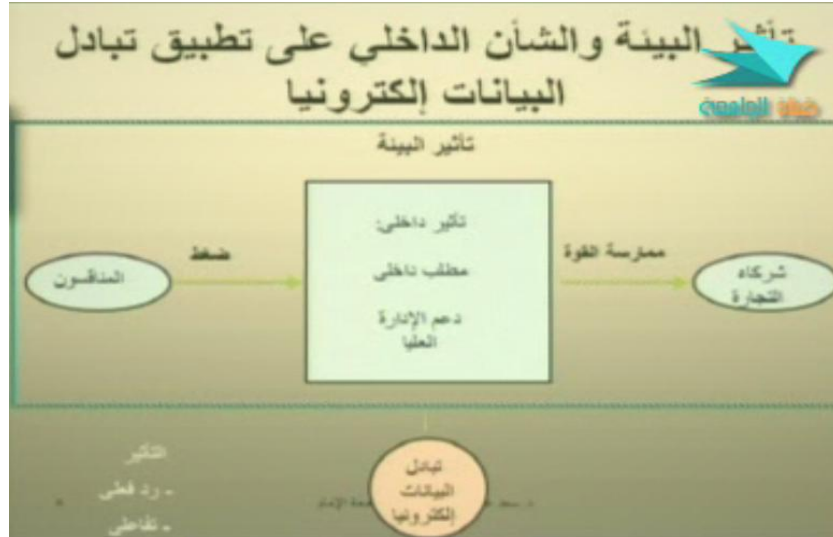 تأثير البيئة والشأن الداخلي على تطبيق تبادل
البيانات إلكترونيا
الجامعة
تأثير البيئة
تأثير داخلي:
مطلب داخلي
دعم الإدارة
العليا
ممارسة القوة
شركاء
التجارة
ضغط
المنافسون
تبادل
البيانات
إلكترونيا
التأثير
- رد فعلي
- تفاعلي